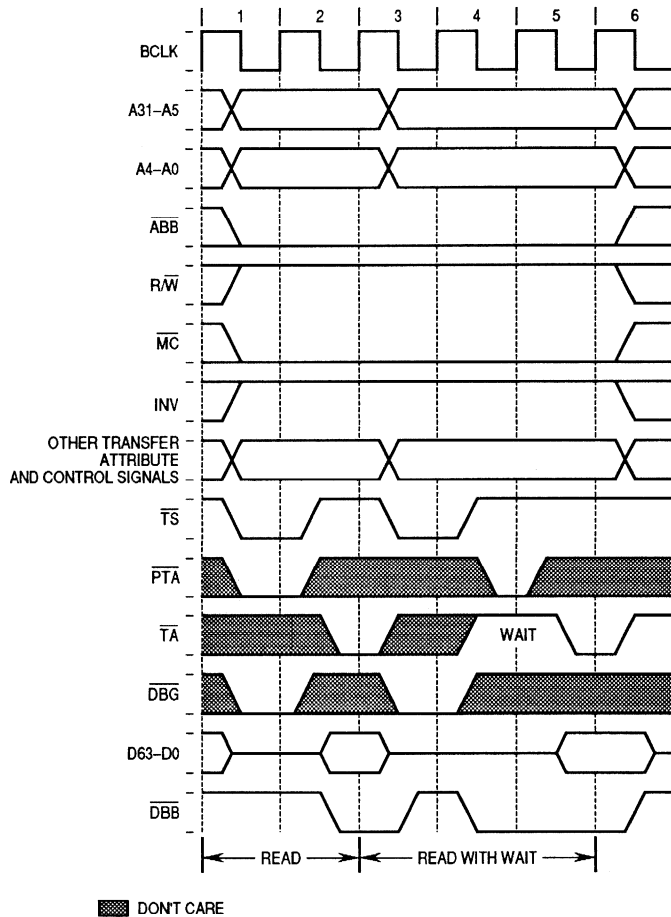 1 2 3 4 5 6
BCLK
A31–A5
A4–A0
ABB
R/W
MC
INV
OTHER TRANSFER
ATTRIBUTE
AND CONTROL SIGNALS
TS
PTA
TA
WAIT
DBG
D63–D0
DBB
READ
READ WITH WAIT
DON'T CARE